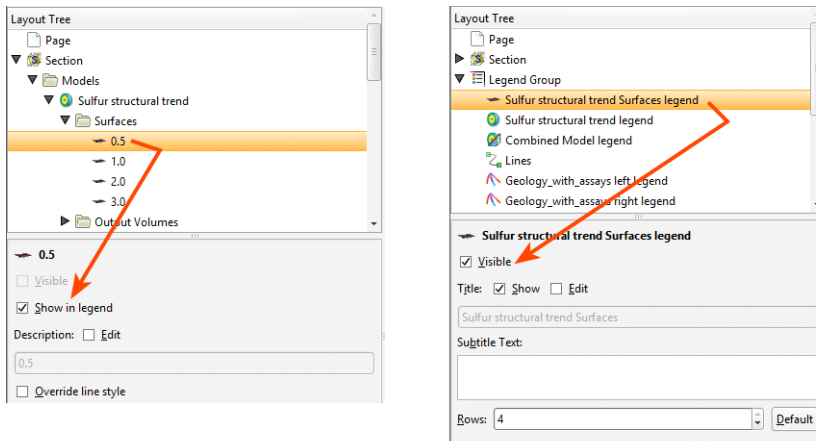 Layout Tree
Page
Section
Models
Sulfur structural trend
Surfaces
0.5
1.0
2.0
3.0
Output Volumes
0.5
Visible
Show in legend
Description: Edit
0.5
Override line style
Layout Tree
Page
Section
Legend Group
Sulfur structural trend Surfaces legend
Sulfur structural trend legend
Combined Model legend
Lines
Geology_with_assays left legend
Geology_with_assays right legend
Sulfur structural trend Surfaces legend
Visible
Title: Show Edit
Sulfur structural trend Surfaces
Subtitle Text:
Rows: 4 Default